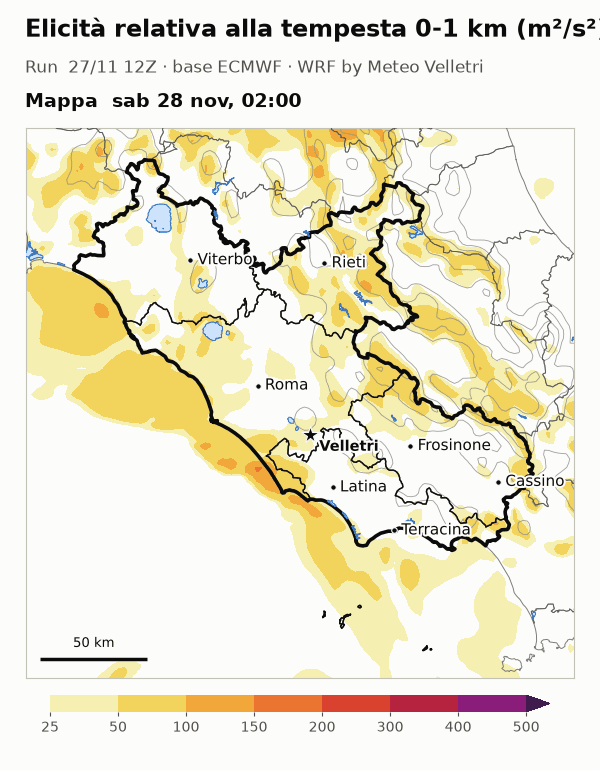 Elicità relativa alla tempesta 0-1 km (m²/s²)
Run  27/11 12Z · base ECMWF · WRF by Meteo Velletri
Mappa  sab 28 nov, 02:00
Viterbo
Rieti
Roma
Velletri
Frosinone
Cassino
Latina
Terracina
50 km
25 50 100 150 200 300 400 500